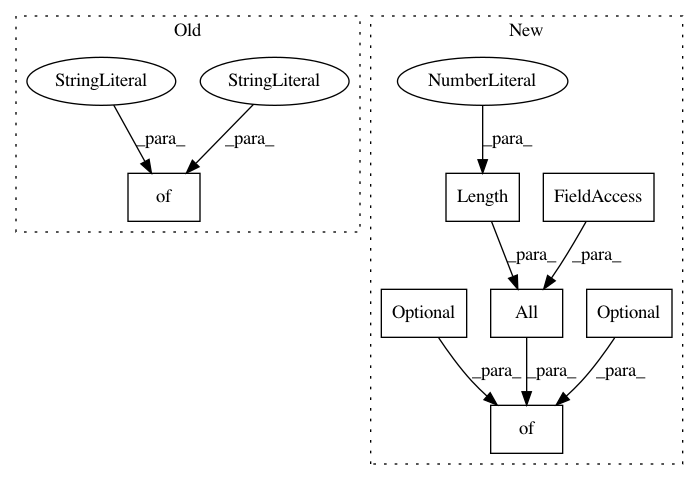 Old
New
StringLiteral
StringLiteral
NumberLiteral
_para_
_para_
_para_
of
Length
FieldAccess
_para_
_para_
Optional
All
Optional
_para_
_para_
_para_
of